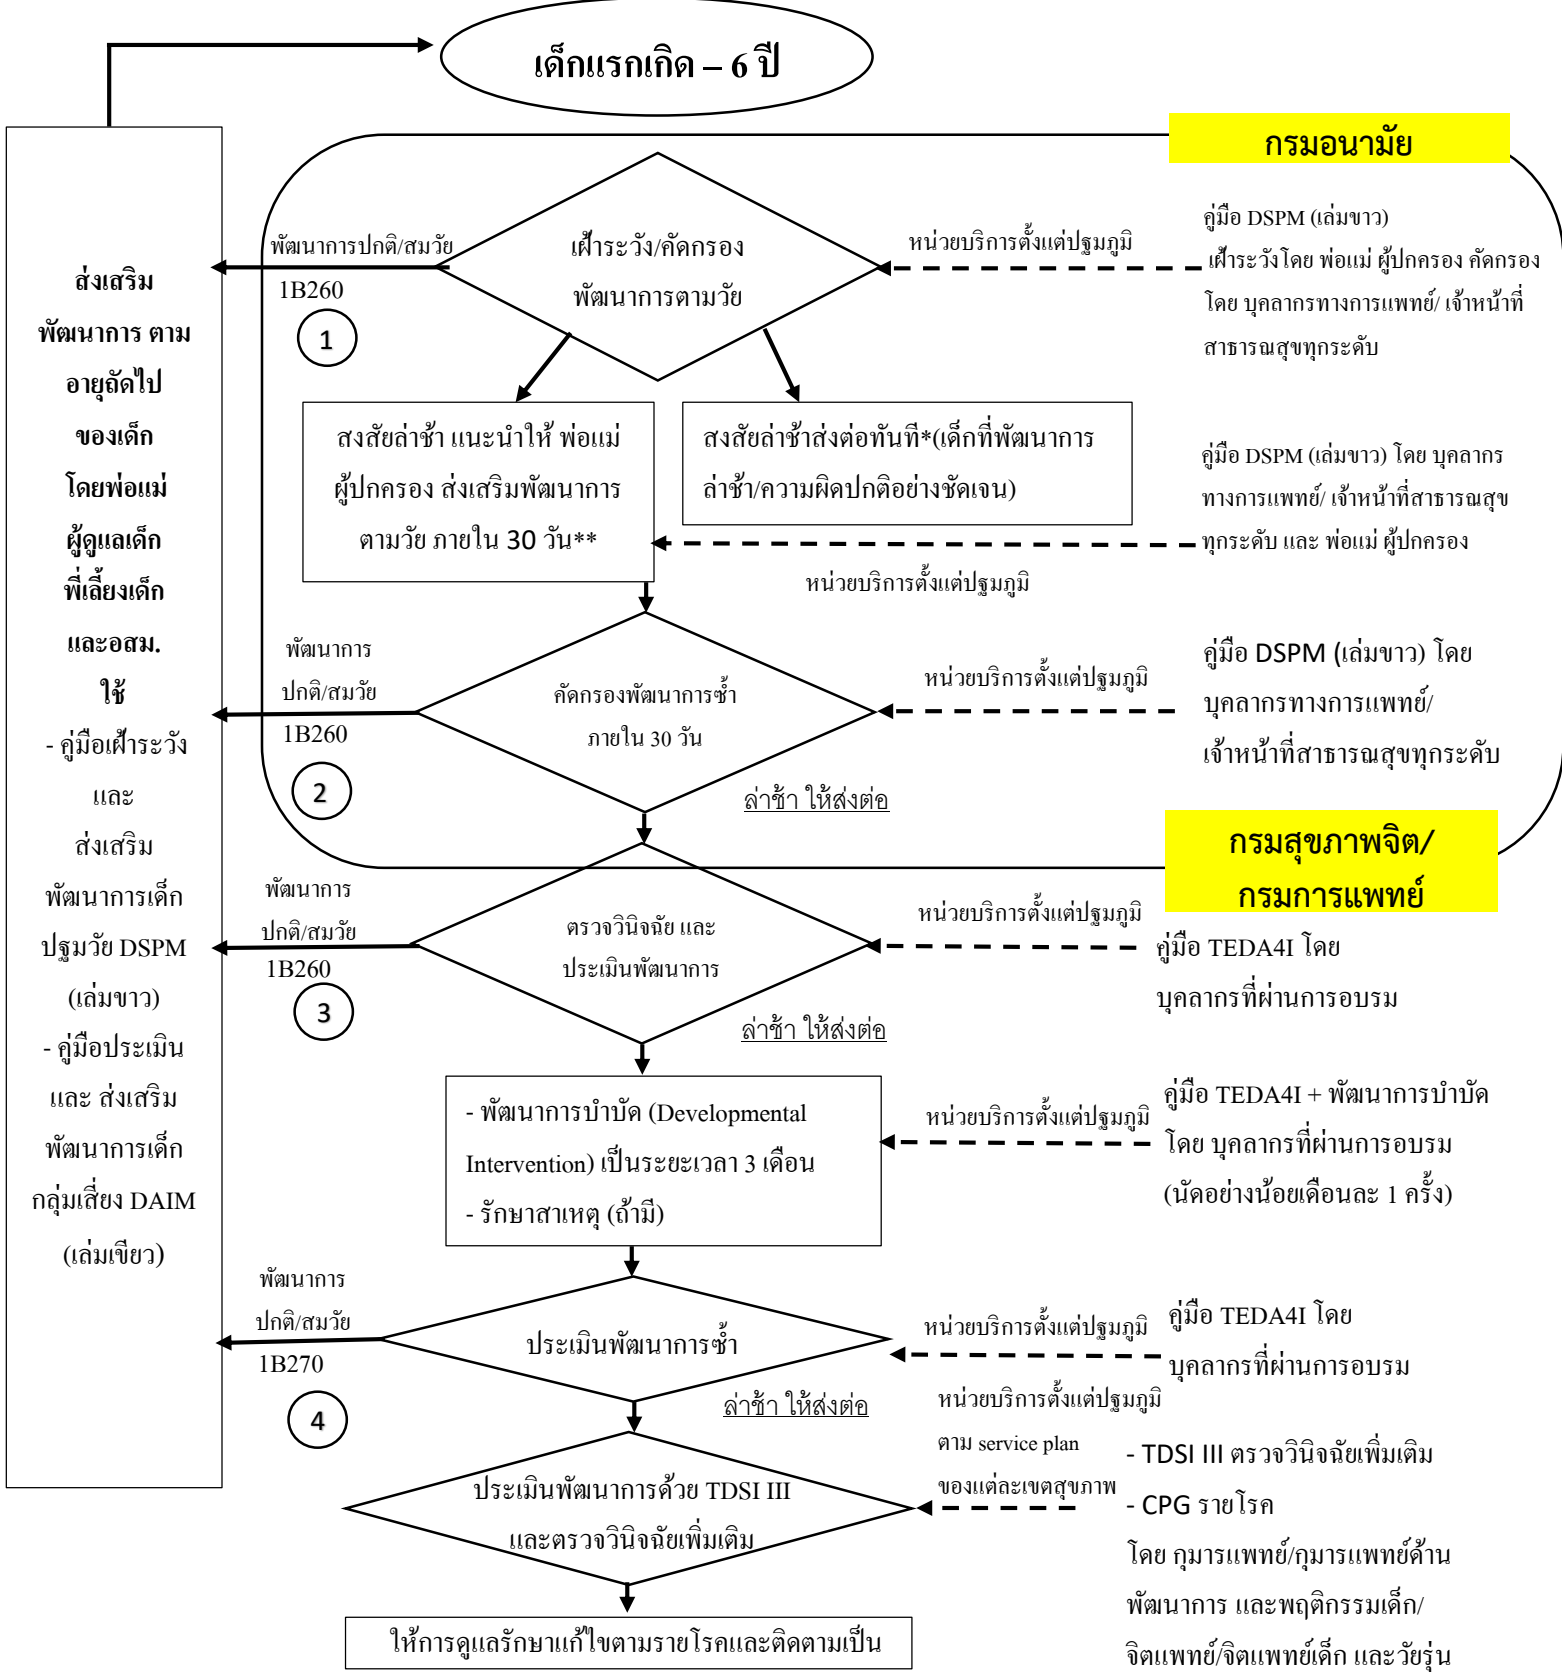 เด็กแรกเกิด – 6 ปี
กรมอนามัย
ส่งเสริม
พัฒนาการ ตาม
อายุถัดไป
ของเด็ก
โดยพ่อแม่
ผู้ดูแลเด็ก
พี่เลี้ยงเด็ก
และอสม.
ใช้
- คู่มือเฝ้าระวัง
และ
ส่งเสริม
พัฒนาการเด็ก
ปฐมวัย DSPM
(เล่มขาว)
- คู่มือประเมิน
และ ส่งเสริม
พัฒนาการเด็ก
กลุ่มเสี่ยง DAIM
(เล่มเขียว)
พัฒนาการปกติ/สมวัย
1B260
1
เฝ้าระวัง/คัดกรอง
พัฒนาการตามวัย
หน่วยบริการตั้งแต่ปฐมภูมิ
คู่มือ DSPM (เล่มขาว)
เฝ้าระวังโดย พ่อแม่ ผู้ปกครอง คัดกรอง
โดย บุคลากรทางการแพทย์/ เจ้าหน้าที่
สาธารณสุขทุกระดับ
สงสัยล่าช้า แนะนำให้ พ่อแม่
ผู้ปกครอง ส่งเสริมพัฒนาการ
ตามวัย ภายใน 30 วัน**
สงสัยล่าช้าส่งต่อทันที*(เด็กที่พัฒนาการ
ล่าช้า/ความผิดปกติอย่างชัดเจน)
คู่มือ DSPM (เล่มขาว) โดย บุคลากร
ทางการแพทย์/ เจ้าหน้าที่สาธารณสุข
ทุกระดับ และ พ่อแม่ ผู้ปกครอง
หน่วยบริการตั้งแต่ปฐมภูมิ
พัฒนาการ
ปกติ/สมวัย
1B260
2
คัดกรองพัฒนาการซ้ำ
ภายใน 30 วัน
หน่วยบริการตั้งแต่ปฐมภูมิ
คู่มือ DSPM (เล่มขาว) โดย
บุคลากรทางการแพทย์/
เจ้าหน้าที่สาธารณสุขทุกระดับ
ล่าช้า ให้ส่งต่อ
กรมสุขภาพจิต/
กรมการแพทย์
พัฒนาการ
ปกติ/สมวัย
1B260
3
ตรวจวินิจฉัย และ
ประเมินพัฒนาการ
หน่วยบริการตั้งแต่ปฐมภูมิ
คู่มือ TEDA4I โดย
บุคลากรที่ผ่านการอบรม
ล่าช้า ให้ส่งต่อ
- พัฒนาการบำบัด (Developmental
Intervention) เป็นระยะเวลา 3 เดือน
- รักษาสาเหตุ (ถ้ามี)
หน่วยบริการตั้งแต่ปฐมภูมิ
คู่มือ TEDA4I + พัฒนาการบำบัด
โดย บุคลากรที่ผ่านการอบรม
(นัดอย่างน้อยเดือนละ 1 ครั้ง)
พัฒนาการ
ปกติ/สมวัย
1B270
4
ประเมินพัฒนาการซ้ำ
หน่วยบริการตั้งแต่ปฐมภูมิ
คู่มือ TEDA4I โดย
บุคลากรที่ผ่านการอบรม
ล่าช้า ให้ส่งต่อ
ประเมินพัฒนาการด้วย TDSI III
และตรวจวินิจฉัยเพิ่มเติม
หน่วยบริการตั้งแต่ปฐมภูมิ
ตาม service plan
ของแต่ละเขตสุขภาพ
- TDSI III ตรวจวินิจฉัยเพิ่มเติม
- CPG รายโรค
โดย กุมารแพทย์/กุมารแพทย์ด้าน
พัฒนาการ และพฤติกรรมเด็ก/
จิตแพทย์/จิตแพทย์เด็ก และวัยรุ่น
ให้การดูแลรักษาแก้ไขตามรายโรคและติดตามเป็น